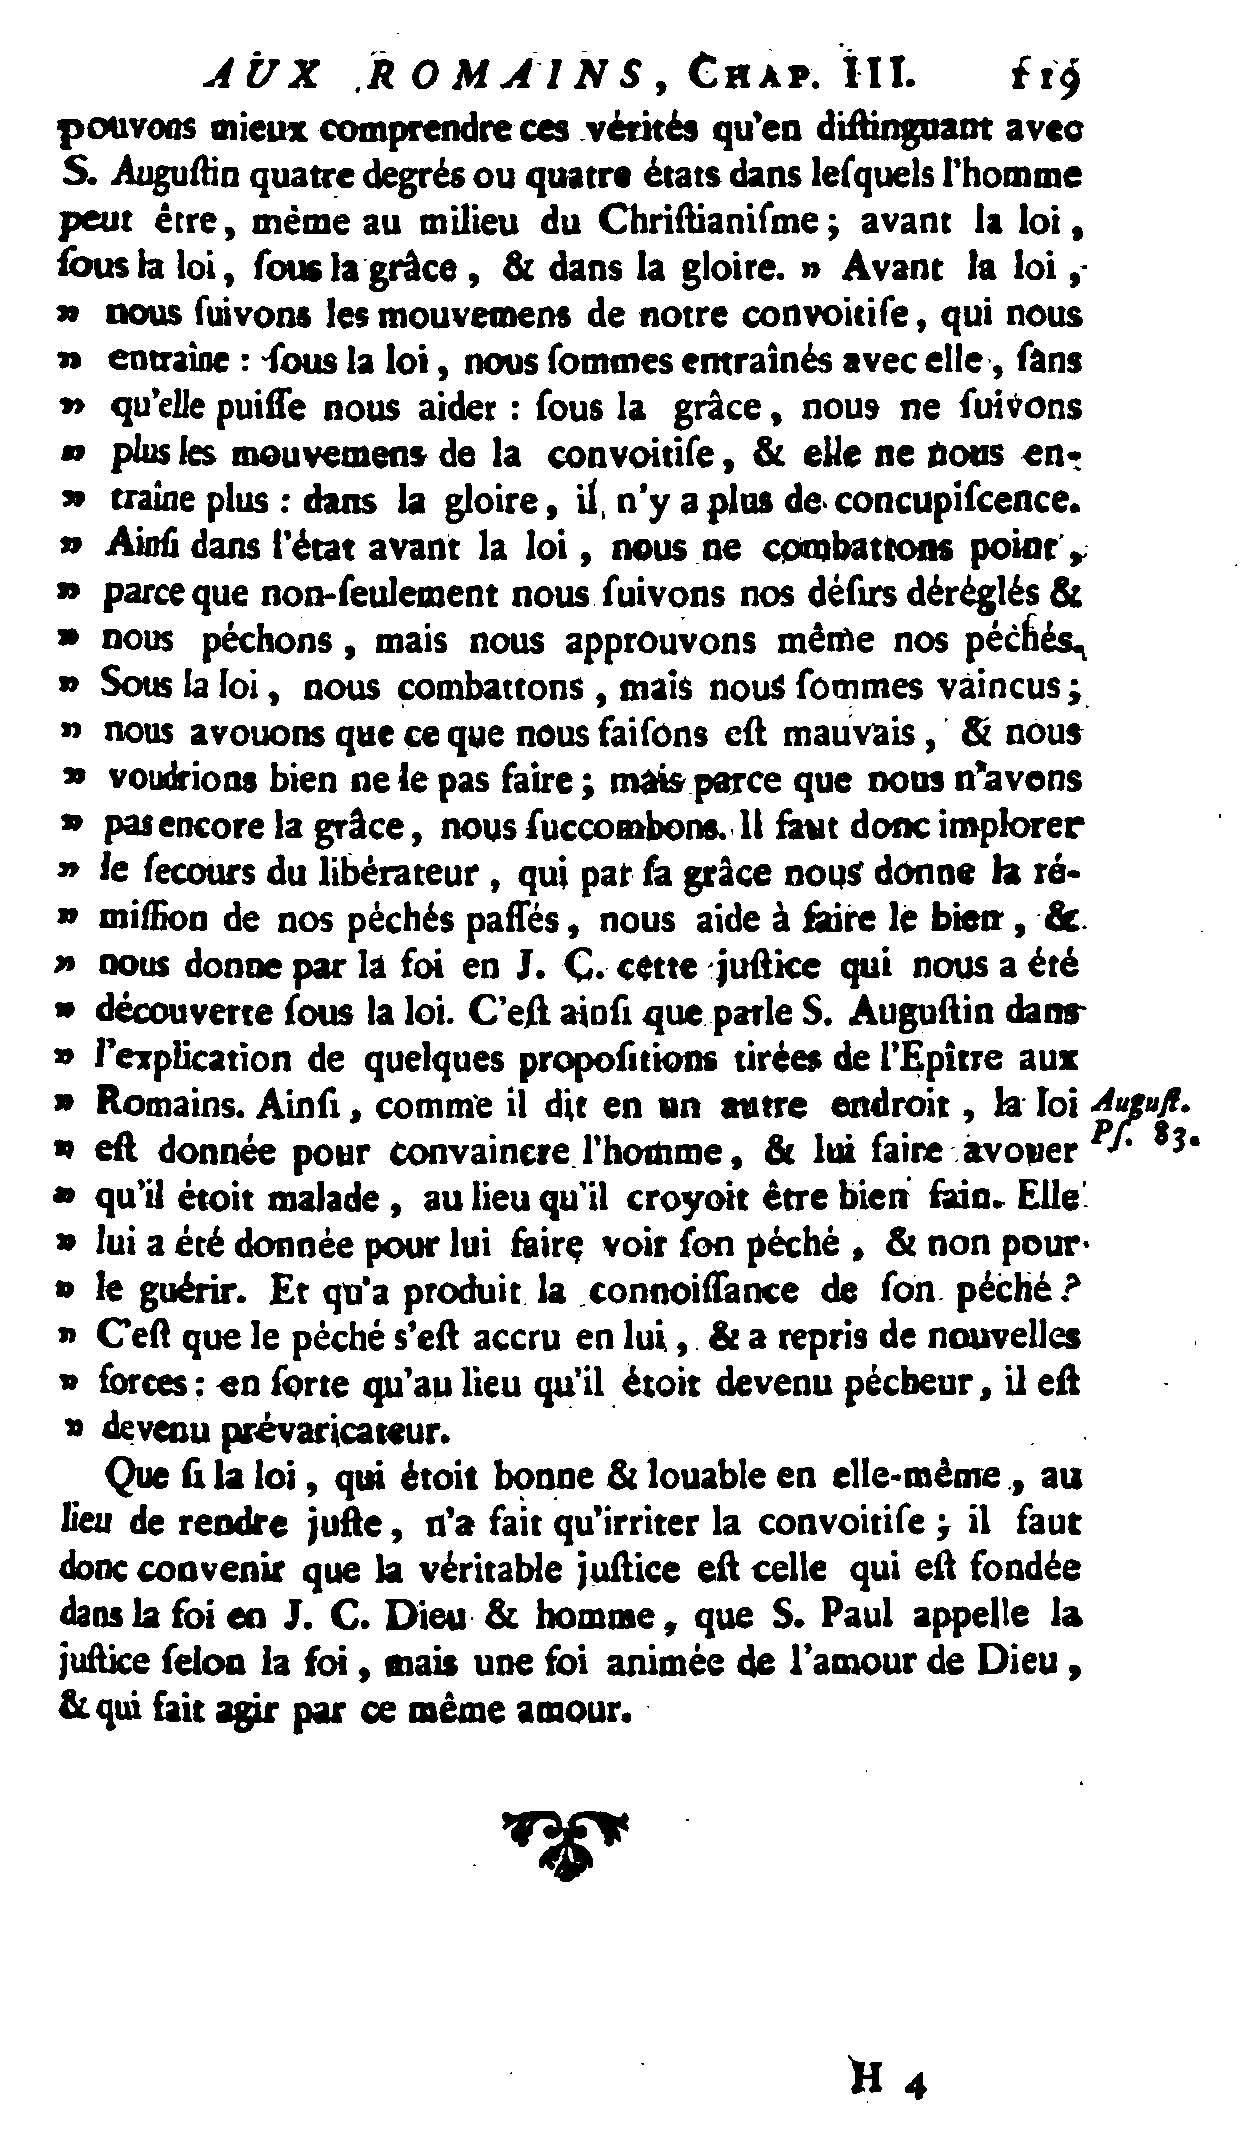 AUX ROMAINS, CHAP. III. 119
pouvons mieux comprendre ces vérités qu'en diſtinguant avec
S. Auguſtin quatre degrés ou quatre états dans leſquels l'homme
peut être, même au milieu du Chriſtianiſme ; avant la loi,
ſous la loi, ſous la grâce, & dans la gloire. » Avant la loi,
» nous ſuivons les mouvemens de notre convoitiſe, qui nous
» entraîne : ſous la loi, nous ſommes entraînés avec elle, ſans
» qu'elle puiſſe nous aider : ſous la grâce, nous ne ſuivons
» plus les mouvemens de la convoitiſe, & elle ne nous en-
» traîne plus : dans la gloire, il n'y a plus de concupiſcence.
» Ainſi dans l'état avant la loi, nous ne combattons point,
» parce que non-ſeulement nous ſuivons nos déſirs déréglés &
» nous péchons, mais nous approuvons même nos péchés.
» Sous la loi, nous combattons, mais nous ſommes vaincus ;
» nous avouons que ce que nous faiſons eſt mauvais, & nous
» voudrions bien ne le pas faire ; mais parce que nous n'avons
» pas encore la grâce, nous ſuccombons. Il faut donc implorer
» le ſecours du libérateur, qui par ſa grâce nous donne la ré-
» miſſion de nos péchés paſſés, nous aide à faire le bien, &
» nous donne par la foi en J. C. cette juſtice qui nous a été
» découverte ſous la loi. C'eſt ainſi que parle S. Auguſtin dans
» l'explication de quelques propoſitions tirées de l'Epître aux
» Romains. Ainſi, comme il dit en un autre endroit, la loi
» eſt donnée pour convaincre l'homme, & lui faire avouer
» qu'il étoit malade, au lieu qu'il croyoit être bien ſain. Elle
» lui a été donnée pour lui faire voir ſon péché, & non pour
» le guérir. Et qu'a produit la connoiſſance de ſon péché ?
» C'eſt que le péché s'eſt accru en lui, & a repris de nouvelles
» forces : en ſorte qu'au lieu qu'il étoit devenu pécheur, il eſt
» devenu prévaricateur.
Que ſi la loi, qui étoit bonne & louable en elle-même, au
lieu de rendre juſte, n'a fait qu'irriter la convoitiſe ; il faut
donc convenir que la véritable juſtice eſt celle qui eſt fondée
dans la foi en J. C. Dieu & homme, que S. Paul appelle la
juſtice ſelon la foi, mais une foi animée de l'amour de Dieu,
& qui fait agir par ce même amour.
Auguſt.
Pſ. 83.
H 4